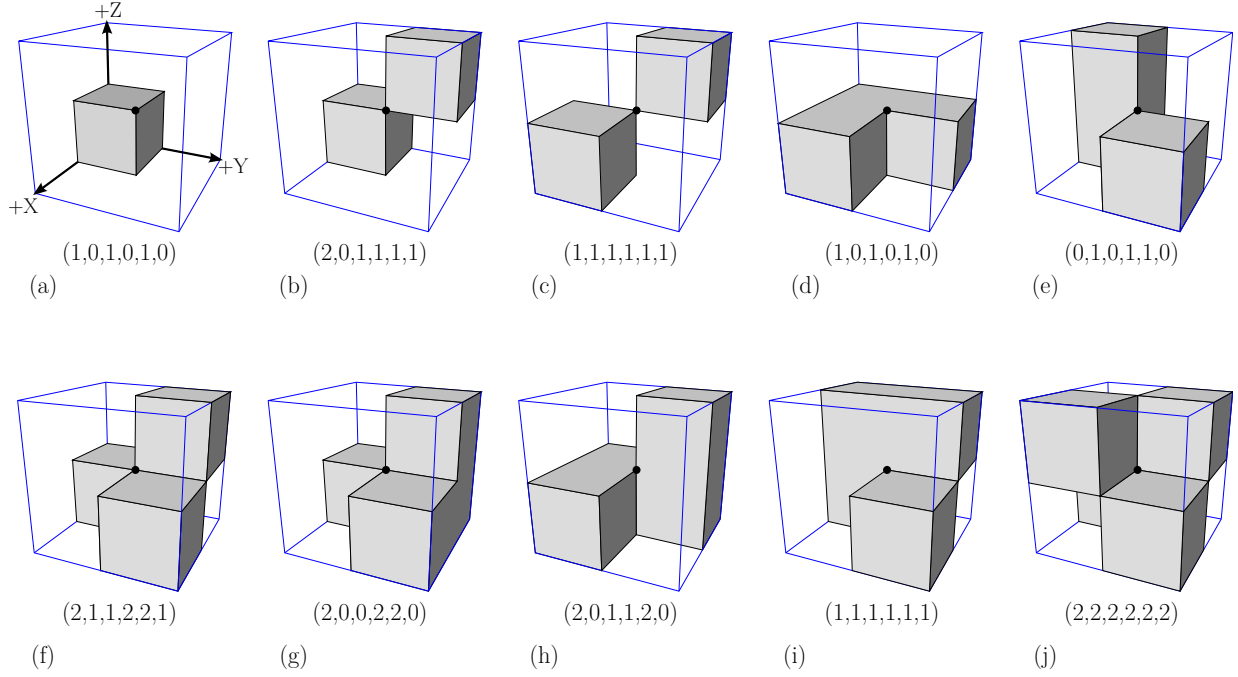 +Z
+Y
+X
(1,0,1,0,1,0)
(2,0,1,1,1,1)
(1,1,1,1,1,1)
(1,0,1,0,1,0)
(0,1,0,1,1,0)
(a)
(b)
(c)
(d)
(e)
(2,1,1,2,2,1)
(2,0,0,2,2,0)
(2,0,1,1,2,0)
(1,1,1,1,1,1)
(2,2,2,2,2,2)
(f)
(g)
(h)
(i)
(j)